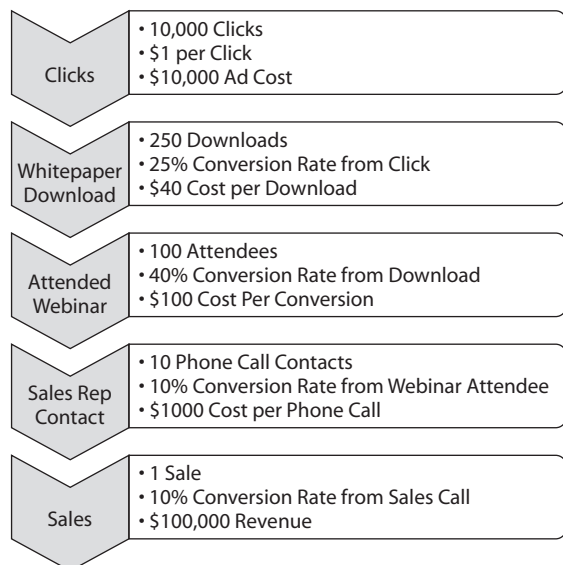 Clicks
• 10,000 Clicks
• $1 per Click
• $10,000 Ad Cost
Whitepaper
Download
• 250 Downloads
• 25% Conversion Rate from Click
• $40 Cost per Download
Attended
Webinar
• 100 Attendees
• 40% Conversion Rate from Download
• $100 Cost Per Conversion
Sales Rep
Contact
• 10 Phone Call Contacts
• 10% Conversion Rate from Webinar Attendee
• $1000 Cost per Phone Call
Sales
• 1 Sale
• 10% Conversion Rate from Sales Call
• $100,000 Revenue